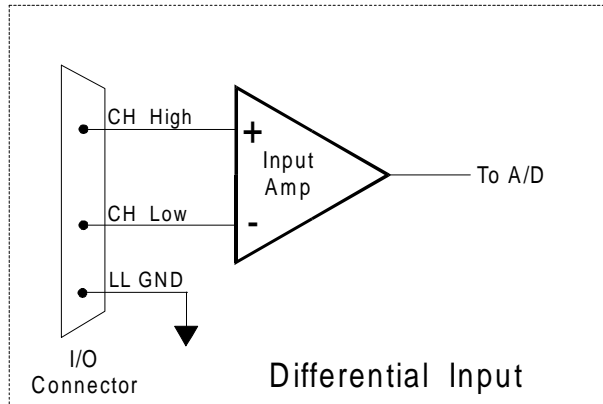 CH High
+
Input
Amp
To A/D
CH Low
-
LL GND
I/O
Connector
Differential Input